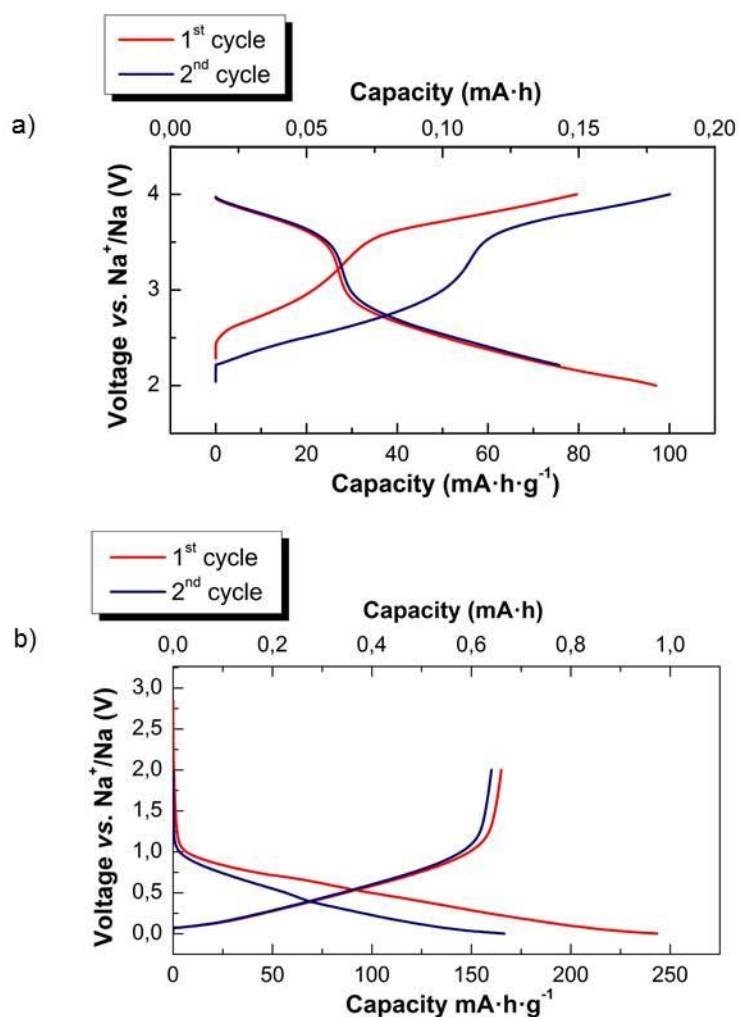 1st cycle
2nd cycle
a)
Capacity (mA·h)
0,00 0,05 0,10 0,15 0,20
Voltage vs. Na+/Na (V)
4
3
2
0 20 40 60 80 100
Capacity (mA·h·g-1)
1st cycle
2nd cycle
b)
Capacity (mA·h)
0,0 0,2 0,4 0,6 0,8 1,0
Voltage vs. Na+/Na (V)
3,0
2,5
2,0
1,5
1,0
0,5
0,0
0 50 100 150 200 250
Capacity mA·h·g-1